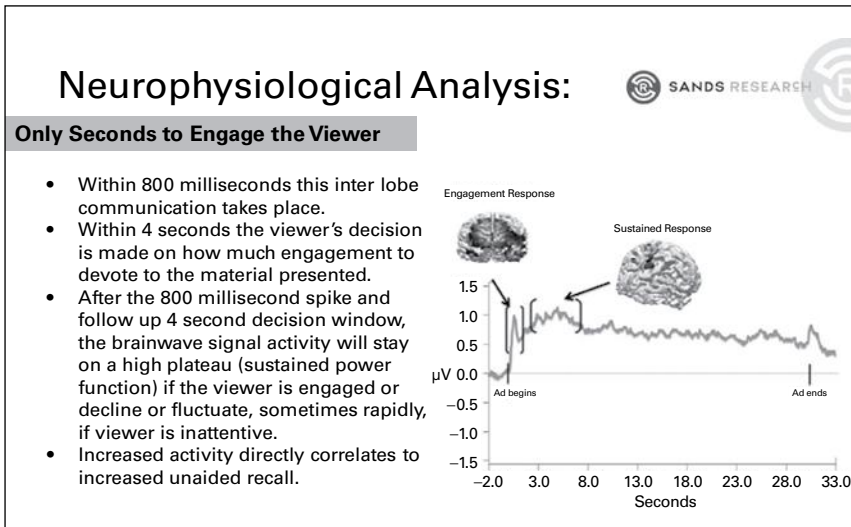 Neurophysiological Analysis:
SANDS RESEARCH
Only Seconds to Engage the Viewer
• Within 800 milliseconds this inter lobe
communication takes place.
• Within 4 seconds the viewer's decision
is made on how much engagement to
devote to the material presented.
• After the 800 millisecond spike and
follow up 4 second decision window,
the brainwave signal activity will stay
on a high plateau (sustained power
function) if the viewer is engaged or
decline or fluctuate, sometimes rapidly,
if viewer is inattentive.
• Increased activity directly correlates to
increased unaided recall.
Engagement Response
Sustained Response
1.5
1.0
0.5
μV 0.0
Ad begins
Ad ends
–0.5
–1.0
–1.5
–2.0 3.0 8.0 13.0 18.0 23.0 28.0 33.0
Seconds